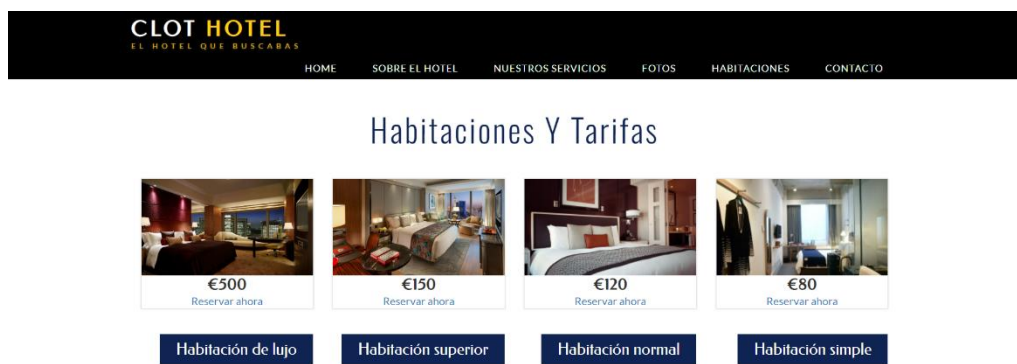 CLOT HOTEL
EL HOTEL QUE BUSCABAS
HOME SOBRE EL HOTEL NUESTROS SERVICIOS FOTOS HABITACIONES CONTACTO
Habitaciones Y Tarifas
€500 €150 €120 €80
Reservar ahora Reservar ahora Reservar ahora Reservar ahora
Habitación de lujo Habitación superior Habitación normal Habitación simple